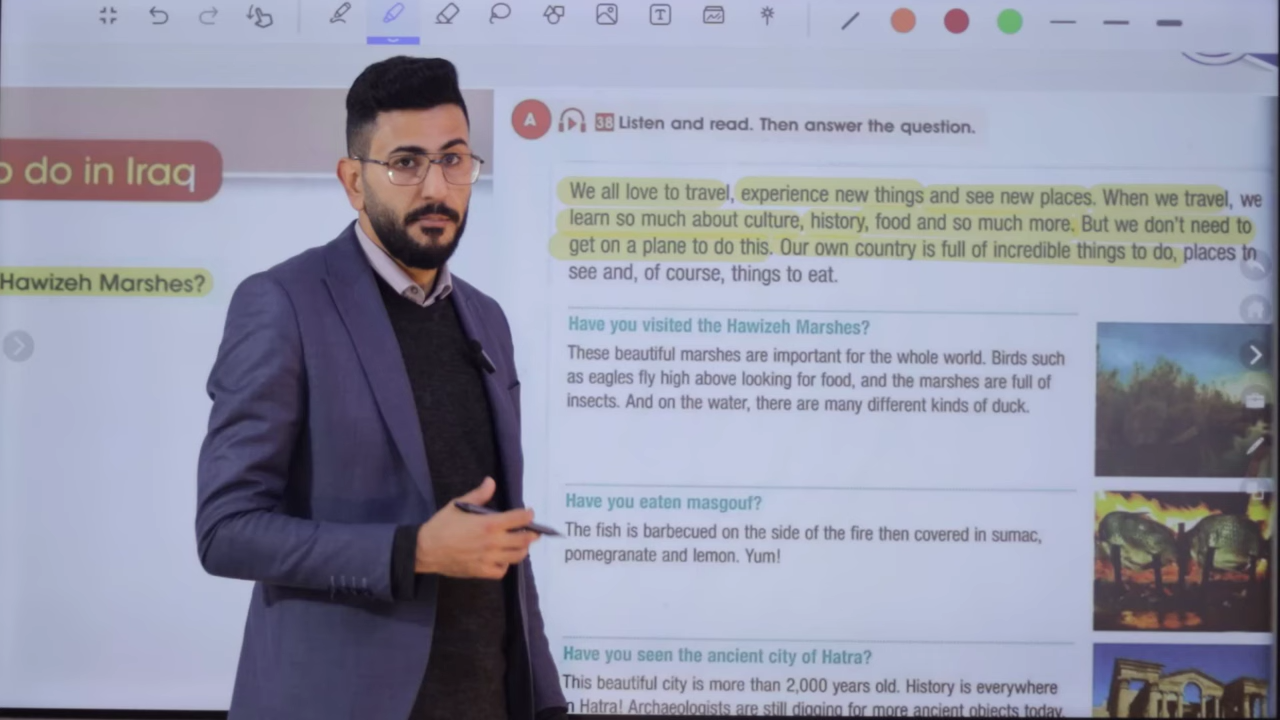 A 38 Listen and read. Then answer the question.
do in Iraq
Hawizeh Marshes?
We all love to travel, experience new things and see new places. When we travel, we
learn so much about culture, history, food and so much more. But we don't need to
get on a plane to do this. Our own country is full of incredible things to do, places to
see and, of course, things to eat.
Have you visited the Hawizeh Marshes?
These beautiful marshes are important for the whole world. Birds such
as eagles fly high above looking for food, and the marshes are full of
insects. And on the water, there are many different kinds of duck.
Have you eaten masgouf?
The fish is barbecued on the side of the fire then covered in sumac,
pomegranate and lemon. Yum!
Have you seen the ancient city of Hatra?
This beautiful city is more than 2,000 years old. History is everywhere
Hatra! Archaeologists are still digging for more ancient objects today